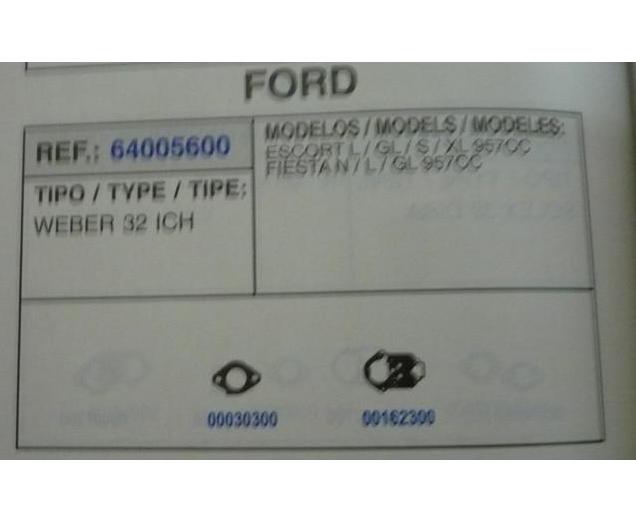 FORD
REF.: 64005600
TIPO / TYPE / TIPE:
WEBER 32 ICH
MODELOS / MODELS / MODELES:
ESCORT L / GL / S / XL 957CC
FIESTA N / L / GL 957CC
00030300
00162300